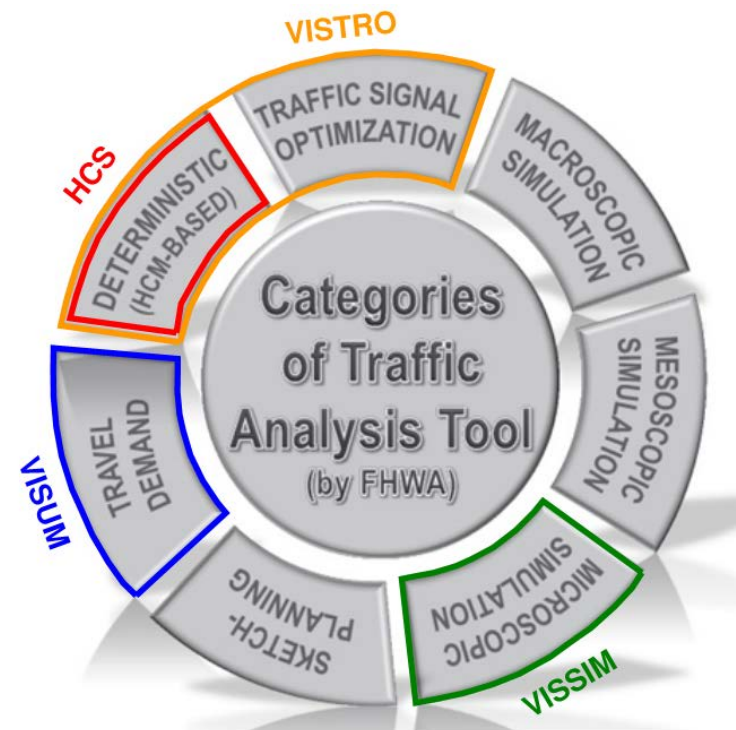 VISTRO
TRAFFIC SIGNAL
OPTIMIZATION
MACROSCOPIC
SIMULATION
MESOSCOPIC
SIMULATION
MICROSCOPIC
SIMULATION
VISSIM
SKETCH-
PLANNING
TRAVEL
DEMAND
VISUM
DETERMINISTIC
(HCM-BASED)
HCS
Categories
of Traffic
Analysis Tool
(by FHWA)